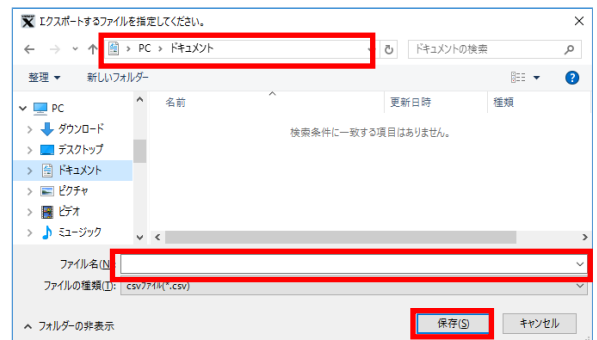 エクスポートするファイルを指定してください。
PC › ドキュメント
ドキュメントの検索
整理 ▼ 新しいフォルダー
名前 更新日時 種類
検索条件に一致する項目はありません。
PC
ダウンロード
デスクトップ
ドキュメント
ピクチャ
ビデオ
ミュージック
ファイル名(N):
ファイルの種類(T): csvファイル(*.csv)
フォルダーの非表示 保存(S) キャンセル